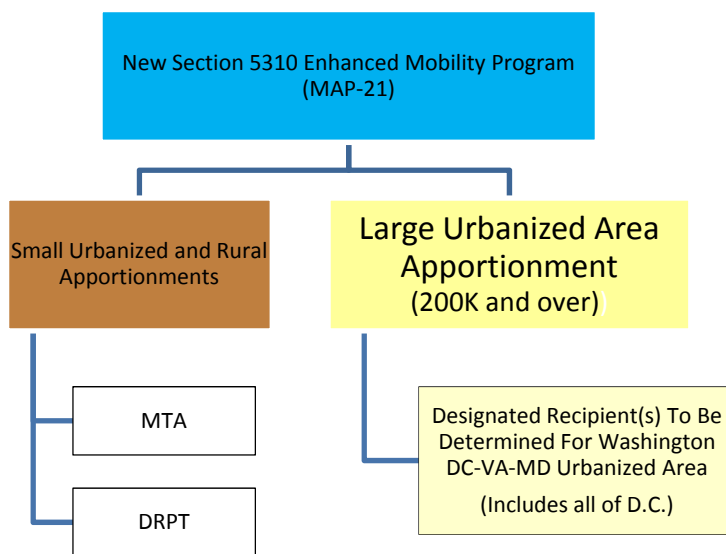 New Section 5310 Enhanced Mobility Program
(MAP-21)
Small Urbanized and Rural
Apportionments
Large Urbanized Area
Apportionment
(200K and over))
MTA
DRPT
Designated Recipient(s) To Be
Determined For Washington
DC-VA-MD Urbanized Area
(Includes all of D.C.)